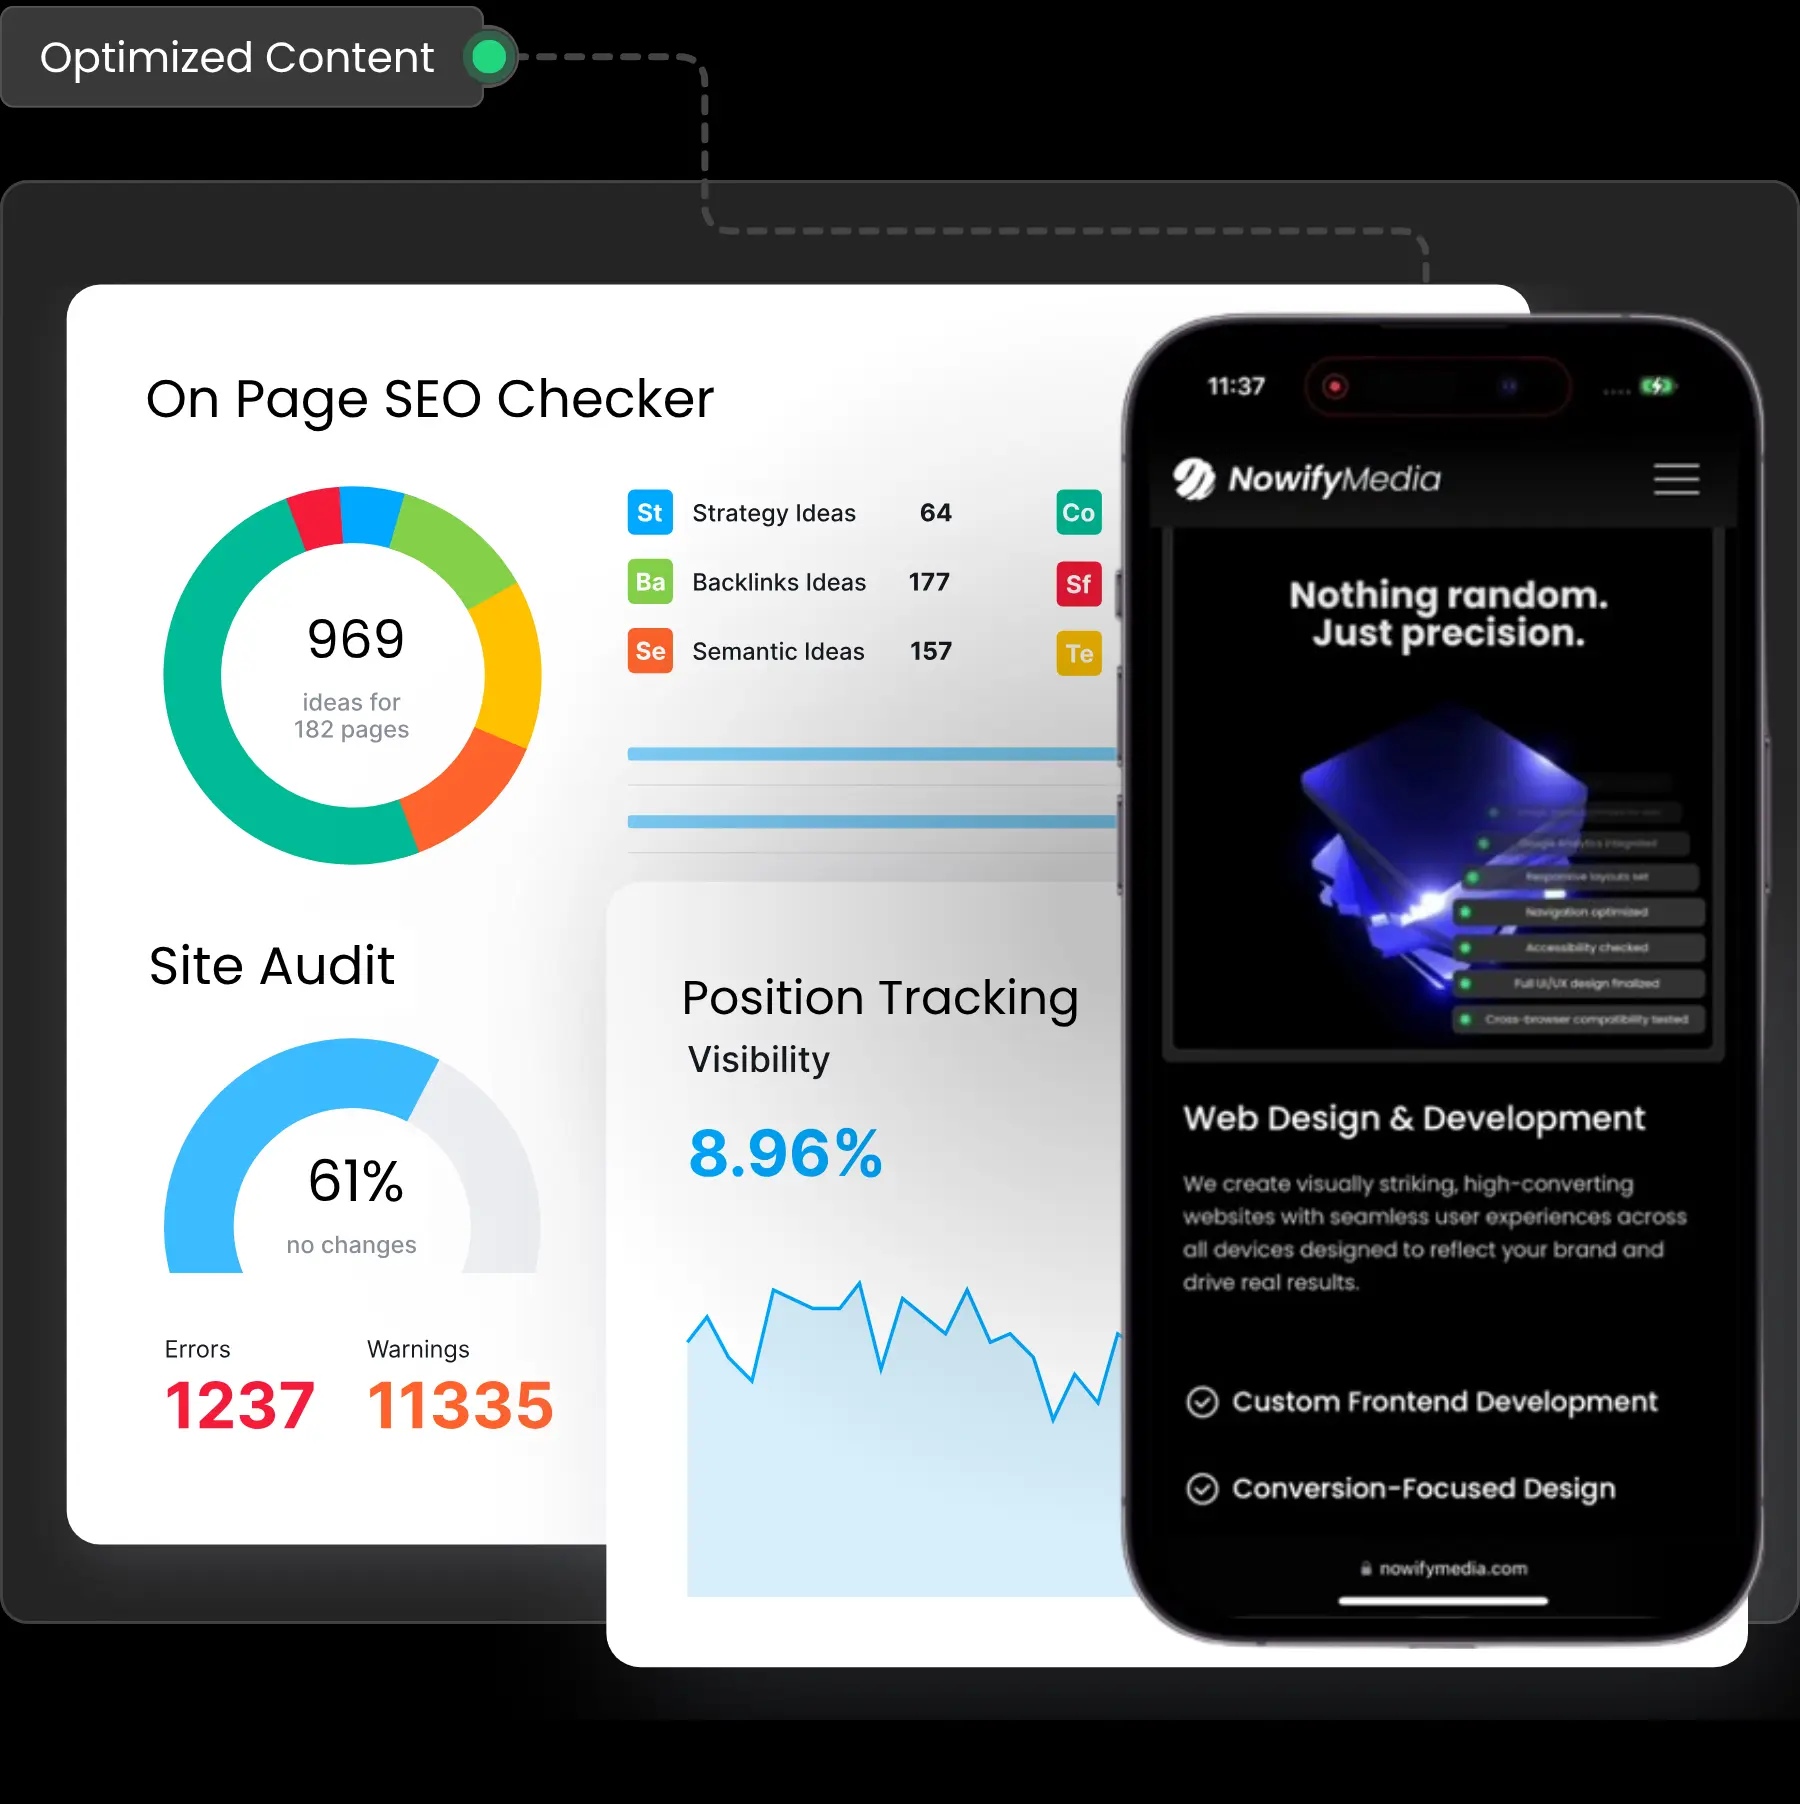 Optimized Content
On Page SEO Checker
969
ideas for
182 pages
St Strategy Ideas 64
Ba Backlinks Ideas 177
Se Semantic Ideas 157
Co
Sf
Te
Site Audit
61%
no changes
Errors
1237
Warnings
11335
Position Tracking
Visibility
8.96%
11:37
NowifyMedia
Nothing random.
Just precision.
Google Analytics integrated
Responsive layouts set
Navigation optimized
Accessibility checked
Full UI/UX design finalized
Cross-browser compatibility tested
Web Design & Development
We create visually striking, high-converting
websites with seamless user experiences across
all devices designed to reflect your brand and
drive real results.
Custom Frontend Development
Conversion-Focused Design
nowifymedia.com